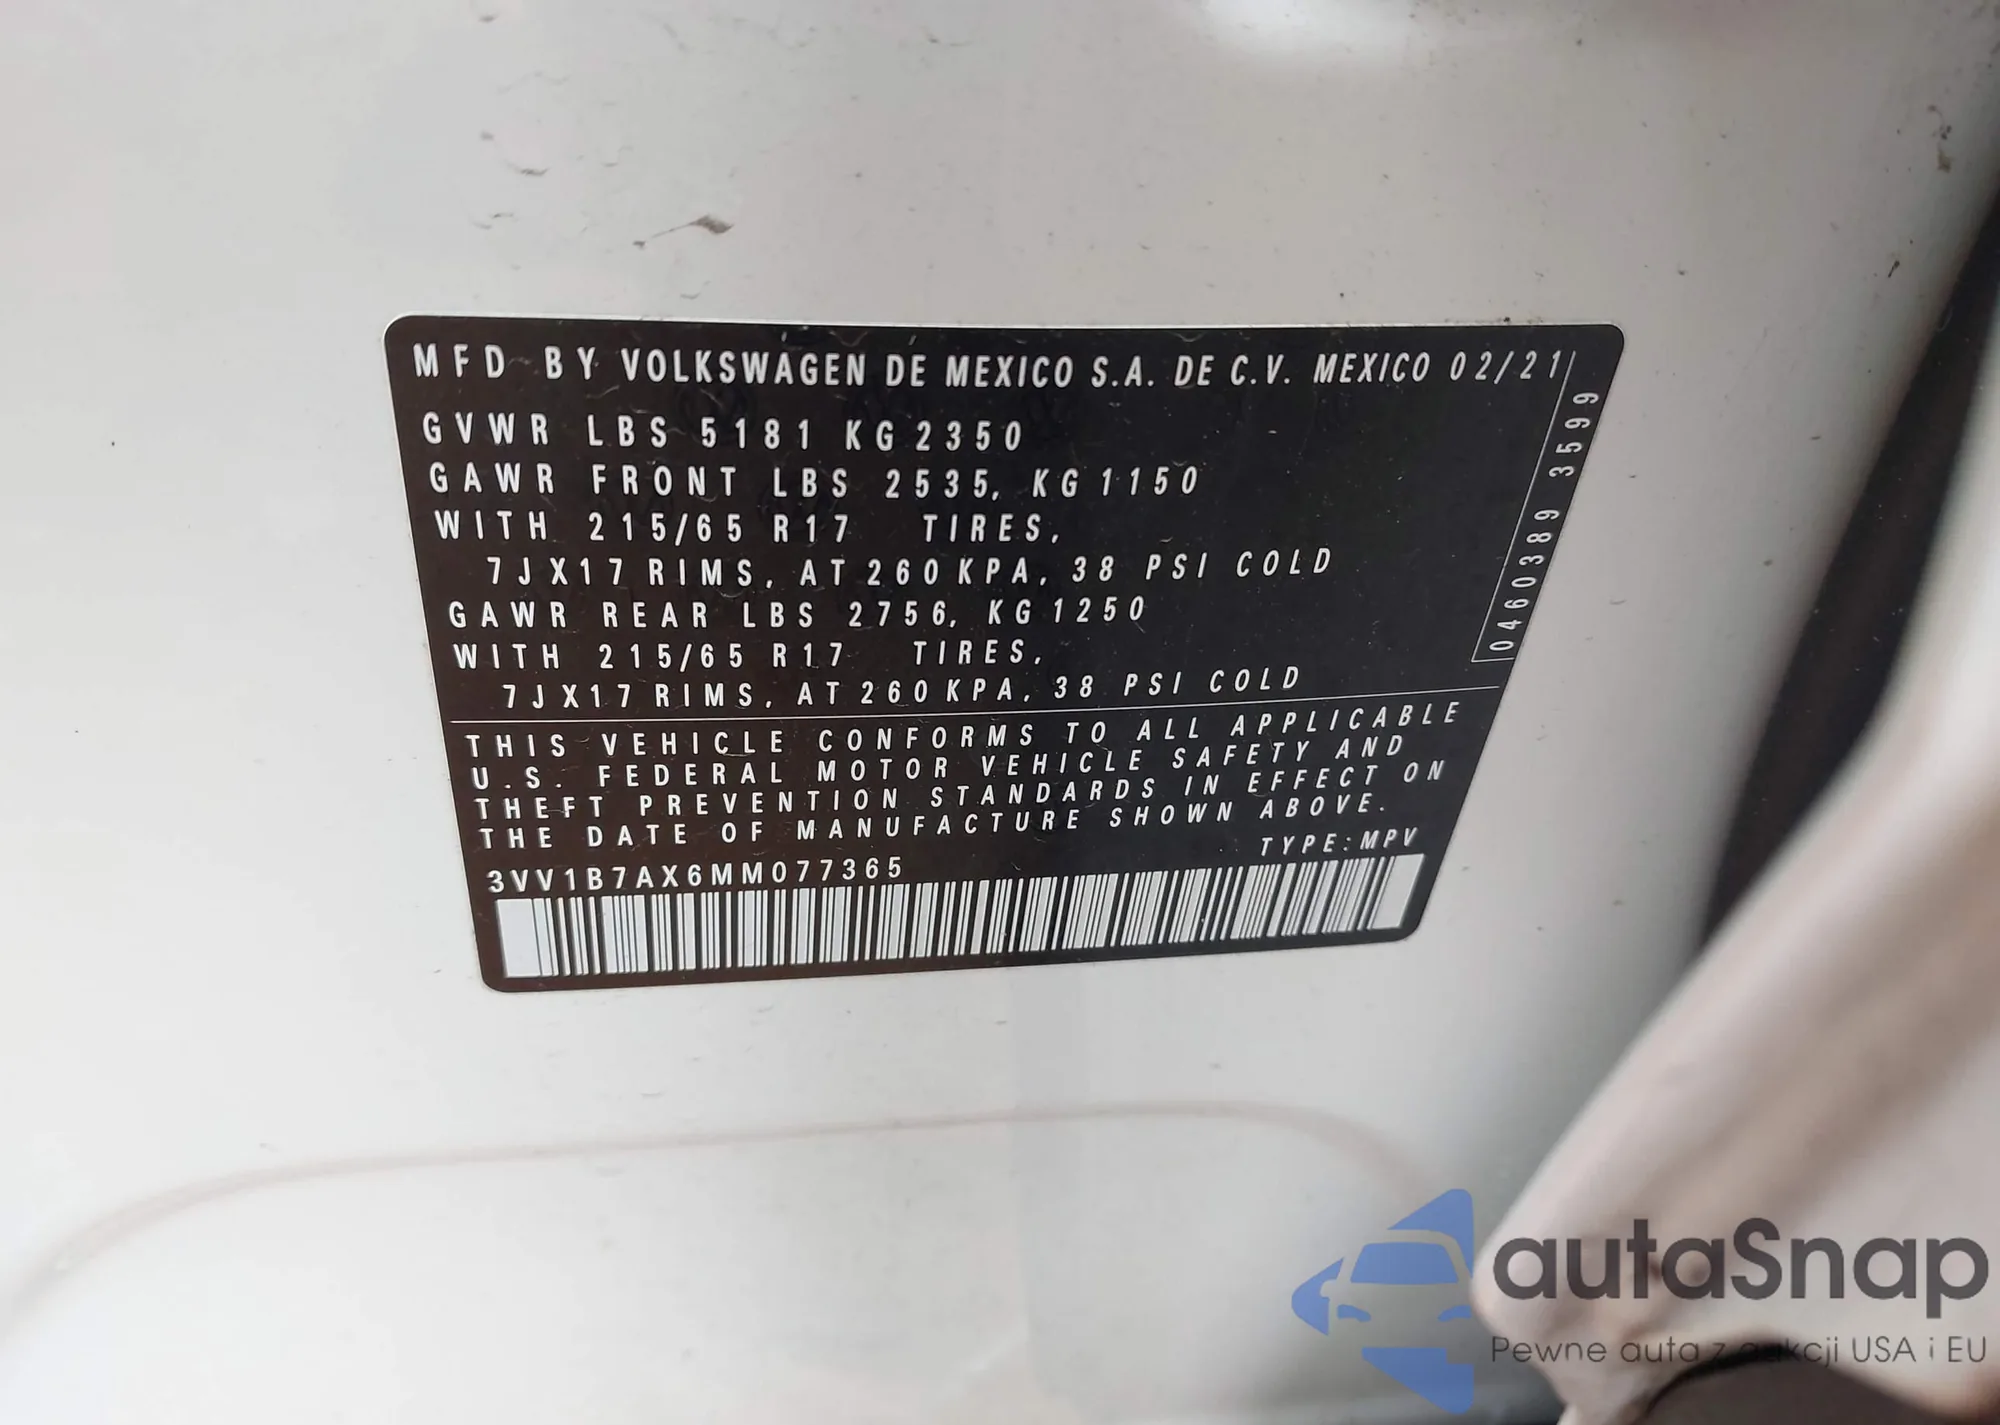 MFD BY VOLKSWAGEN DE MEXICO S.A. DE C.V. MEXICO 02/21
GVWR LBS 5181 KG 2350
GAWR FRONT LBS 2535, KG 1150
WITH 215/65 R17 TIRES,
7JX17 RIMS, AT 260 KPA, 38 PSI COLD
GAWR REAR LBS 2756, KG 1250
WITH 215/65 R17 TIRES,
7JX17 RIMS, AT 260 KPA, 38 PSI COLD
0460389 3599
THIS VEHICLE CONFORMS TO ALL APPLICABLE
U.S. FEDERAL MOTOR VEHICLE SAFETY AND
THEFT PREVENTION STANDARDS IN EFFECT ON
THE DATE OF MANUFACTURE SHOWN ABOVE.
TYPE: MPV
3VV1B7AX6MM077365
autaSnap
Pewne auta z aukcji USA i EU